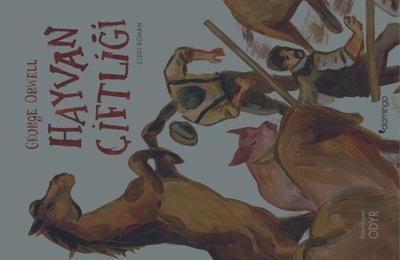 GEORGE ORWELL
HAYVAN
ÇİFTLİĞİ
ÇİZGİ ROMAN
domingo
ODYR